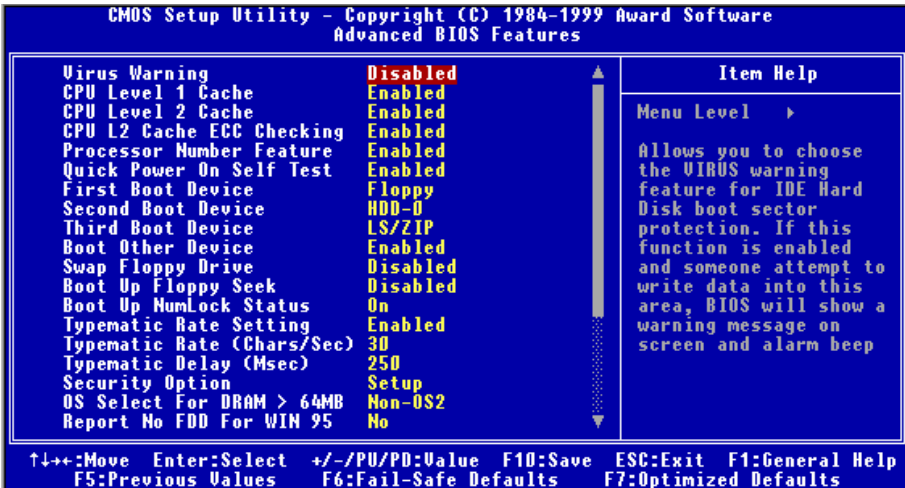 CMOS Setup Utility - Copyright (C) 1984-1999 Award Software
Advanced BIOS Features
Virus Warning Disabled
CPU Level 1 Cache Enabled
CPU Level 2 Cache Enabled
CPU L2 Cache ECC Checking Enabled
Processor Number Feature Enabled
Quick Power On Self Test Enabled
First Boot Device Floppy
Second Boot Device HDD-0
Third Boot Device LS/ZIP
Boot Other Device Enabled
Swap Floppy Drive Disabled
Boot Up Floppy Seek Disabled
Boot Up NumLock Status On
Typematic Rate Setting Enabled
Typematic Rate (Chars/Sec) 30
Typematic Delay (Msec) 250
Security Option Setup
OS Select For DRAM > 64MB Non-OS2
Report No FDD For WIN 95 No
Item Help
Menu Level ▸
Allows you to choose
the VIRUS warning
feature for IDE Hard
Disk boot sector
protection. If this
function is enabled
and someone attempt to
write data into this
area, BIOS will show a
warning message on
screen and alarm beep
↑↓→←:Move Enter:Select +/-/PU/PD:Value F10:Save ESC:Exit F1:General Help
F5:Previous Values F6:Fail-Safe Defaults F7:Optimized Defaults